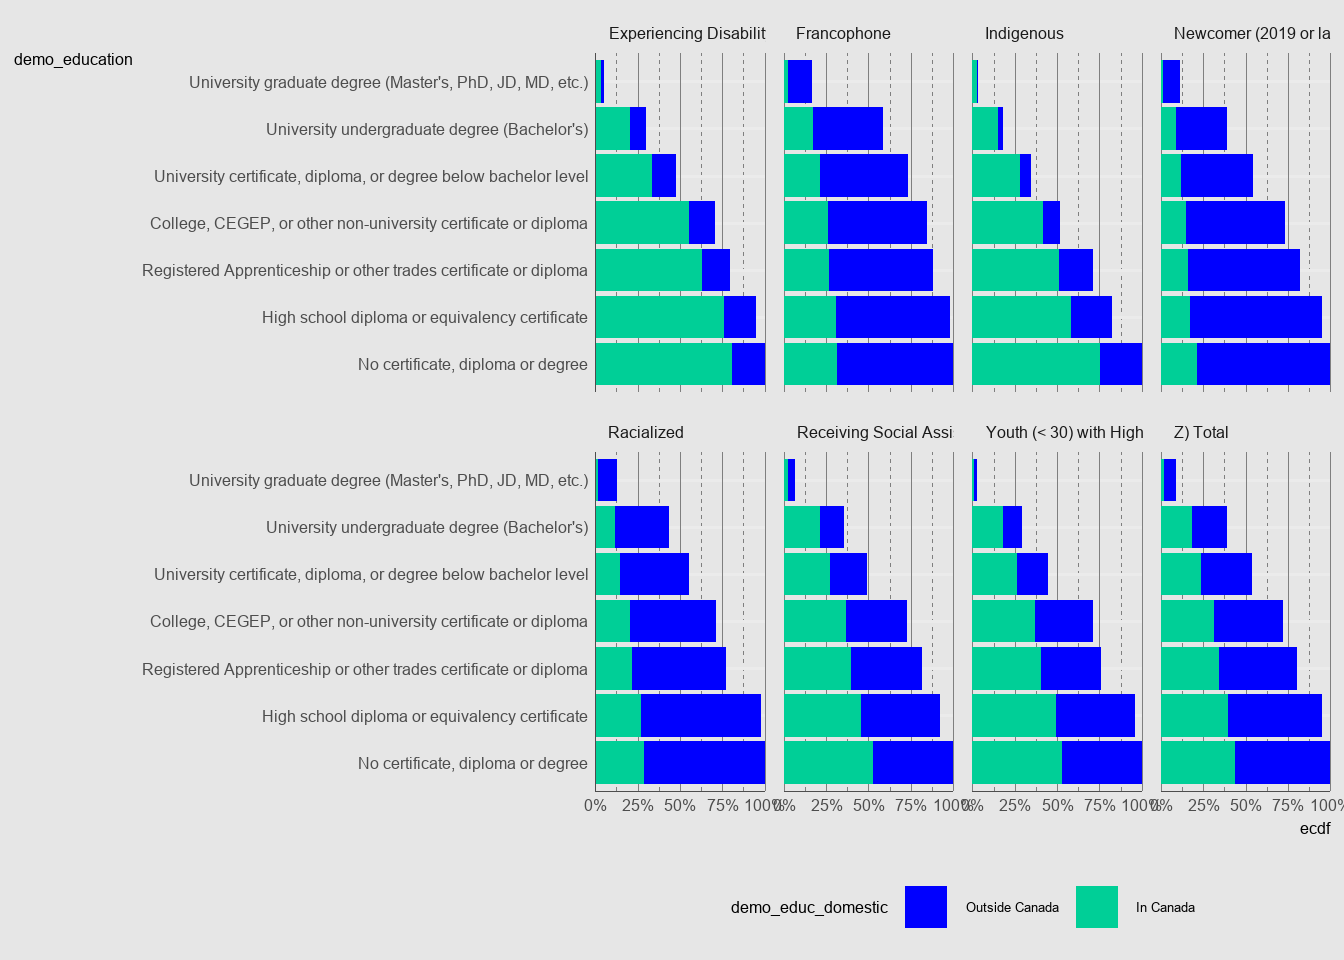 Experiencing Disabilit Francophone Indigenous Newcomer (2019 or la
demo_education
University graduate degree (Master's, PhD, JD, MD, etc.)
University undergraduate degree (Bachelor's)
University certificate, diploma, or degree below bachelor level
College, CEGEP, or other non-university certificate or diploma
Registered Apprenticeship or other trades certificate or diploma
High school diploma or equivalency certificate
No certificate, diploma or degree
Racialized Receiving Social Assis Youth (< 30) with High Z) Total
University graduate degree (Master's, PhD, JD, MD, etc.)
University undergraduate degree (Bachelor's)
University certificate, diploma, or degree below bachelor level
College, CEGEP, or other non-university certificate or diploma
Registered Apprenticeship or other trades certificate or diploma
High school diploma or equivalency certificate
No certificate, diploma or degree
0% 25% 50% 75% 100% 0% 25% 50% 75% 100% 0% 25% 50% 75% 100% 0% 25% 50% 75% 100%
ecdf
demo_educ_domestic Outside Canada In Canada